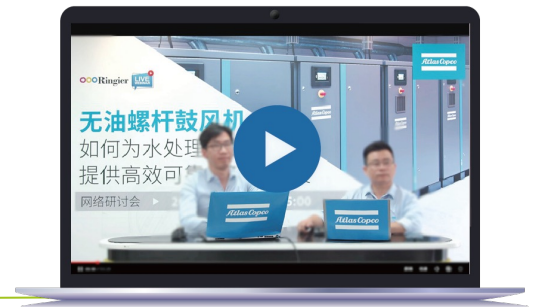 Ringier LIVE
Atlas Copco
无油螺杆鼓风机
如何为水处理
提供高效可
网络研讨会
Atlas Copco
Atlas Copco